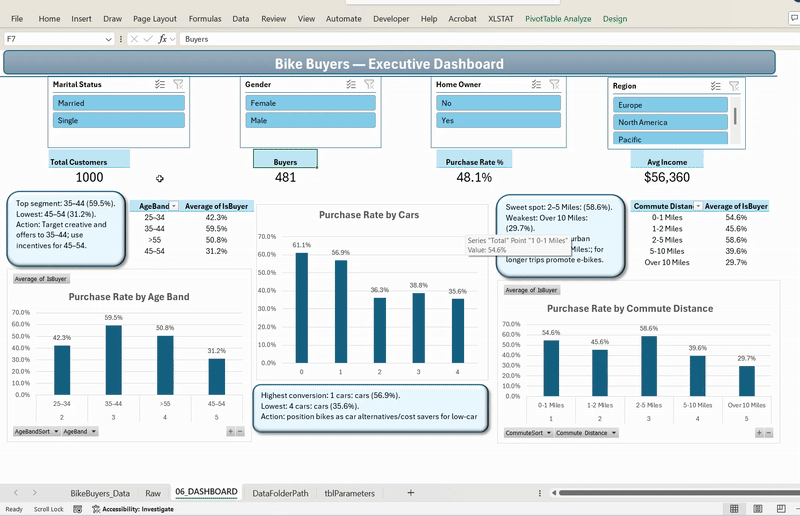 File Home Insert Draw Page Layout Formulas Data Review View Automate Developer Help Acrobat XLSTAT PivotTable Analyze Design
F7 fx Buyers
Bike Buyers — Executive Dashboard
Marital Status
Married
Single
Gender
Female
Male
Home Owner
No
Yes
Region
Europe
North America
Pacific
Total Customers
1000
Buyers
481
Purchase Rate %
48.1%
Avg Income
$56,360
Top segment: 35–44 (59.5%).
Lowest: 45–54 (31.2%).
Action: Target creative and
offers to 35–44; use
incentives for 45–54.
AgeBand Average of IsBuyer
25–34 42.3%
35–44 59.5%
>55 50.8%
45–54 31.2%
Average of IsBuyer
Purchase Rate by Age Band
70.0%
60.0%
50.0%
40.0%
30.0%
20.0%
10.0%
0.0%
42.3% 59.5% 50.8% 31.2%
25–34 35–44 >55 45–54
2 3 4 5
AgeBandSort AgeBand
Purchase Rate by Cars
70.0%
60.0%
50.0%
40.0%
30.0%
20.0%
10.0%
0.0%
61.1% 56.9% 36.3% 38.8% 35.6%
0 1 2 3 4
Highest conversion: 1 cars: cars (56.9%).
Lowest: 4 cars: cars (35.6%).
Action: position bikes as car alternatives/cost savers for low-car
Sweet spot: 2–5 Miles: (58.6%).
Weakest: Over 10 Miles:
(29.7%).
urban
Miles:; for
longer trips promote e-bikes.
Series "Total" Point "1 0-1 Miles"
Value: 54.6%
Commute Distanc Average of IsBuyer
0-1 Miles 54.6%
1-2 Miles 45.6%
2-5 Miles 58.6%
5-10 Miles 39.6%
Over 10 Miles 29.7%
Average of IsBuyer
Purchase Rate by Commute Distance
70.0%
60.0%
50.0%
40.0%
30.0%
20.0%
10.0%
0.0%
54.6% 45.6% 58.6% 39.6% 29.7%
0-1 Miles 1-2 Miles 2-5 Miles 5-10 Miles Over 10 Miles
1 2 3 4 5
CommuteSort Commute Distance
BikeBuyers_Data Raw 06_DASHBOARD DataFolderPath tblParameters
Ready Scroll Lock Accessibility: Investigate